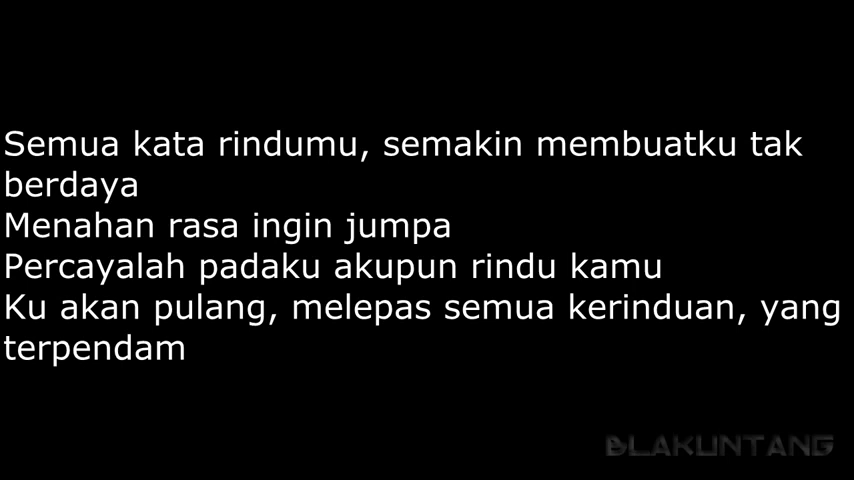 Semua kata rindumu, semakin membuatku tak
berdaya
Menahan rasa ingin jumpa
Percayalah padaku akupun rindu kamu
Ku akan pulang, melepas semua kerinduan, yang
terpendam
BLAKUNTANG